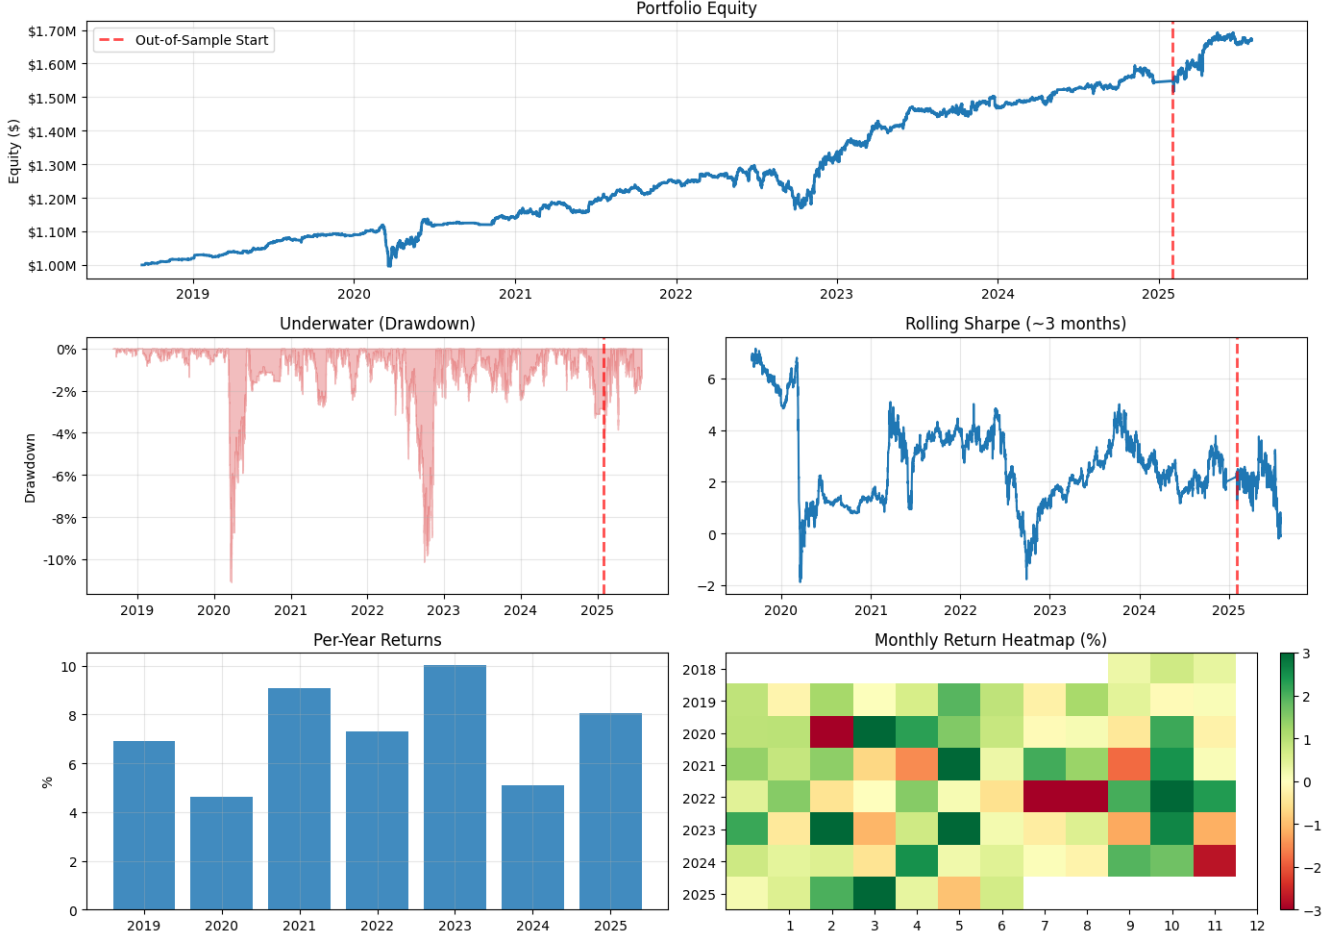 Portfolio Equity
Out-of-Sample Start
Equity ($)
$1.70M
$1.60M
$1.50M
$1.40M
$1.30M
$1.20M
$1.10M
$1.00M
2019 2020 2021 2022 2023 2024 2025
Underwater (Drawdown)
Drawdown
0%
-2%
-4%
-6%
-8%
-10%
2019 2020 2021 2022 2023 2024 2025
Rolling Sharpe (~3 months)
6
4
2
0
−2
2020 2021 2022 2023 2024 2025
Per-Year Returns
%
10
8
6
4
2
0
2019 2020 2021 2022 2023 2024 2025
Monthly Return Heatmap (%)
2018
2019
2020
2021
2022
2023
2024
2025
1 2 3 4 5 6 7 8 9 10 11 12
3
2
1
0
−1
−2
−3